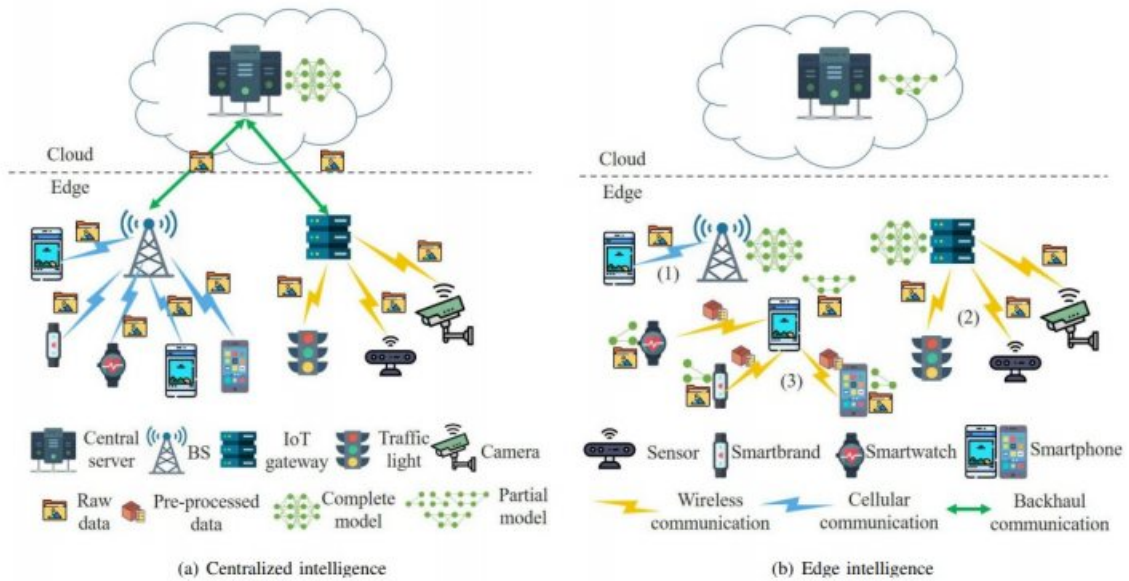 Cloud
Edge
Cloud
Edge
(1)
(2)
(3)
Central
server
BS
IoT
gateway
Traffic
light
Camera
Sensor
Smartbrand
Smartwatch
Smartphone
Raw
data
Pre-processed
data
Complete
model
Partial
model
Wireless
communication
Cellular
communication
Backhaul
communication
(a) Centralized intelligence
(b) Edge intelligence